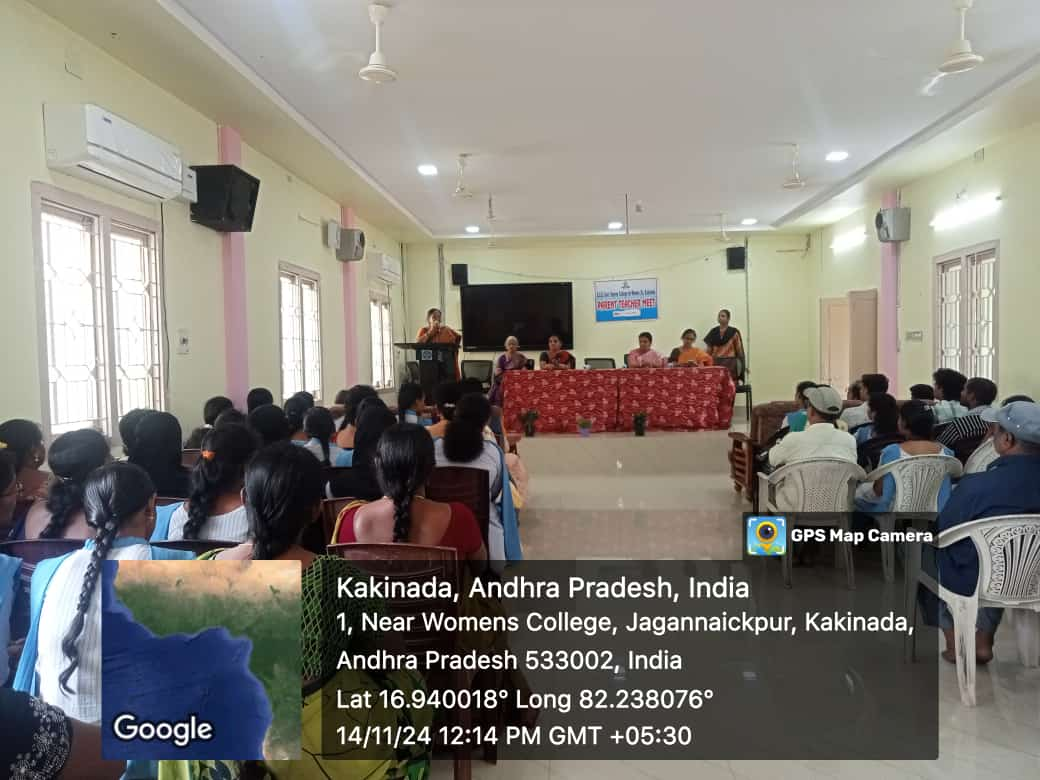 PARENT TEACHER MEET
GPS Map Camera
Kakinada, Andhra Pradesh, India
1, Near Womens College, Jagannaickpur, Kakinada,
Andhra Pradesh 533002, India
Lat 16.940018° Long 82.238076°
14/11/24 12:14 PM GMT +05:30
Google